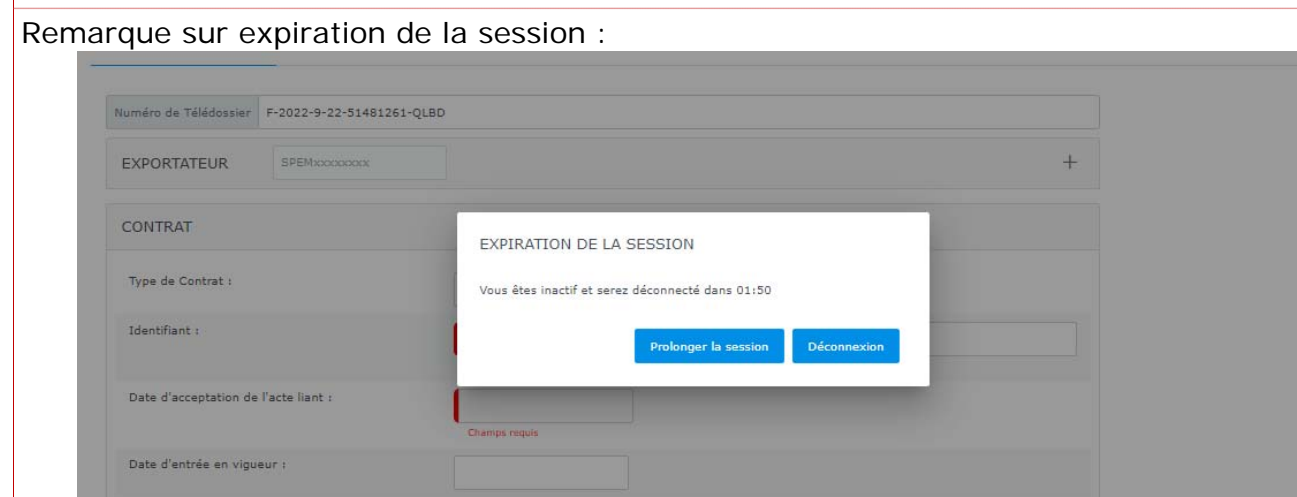 Remarque sur expiration de la session :
Numéro de Télédossier F-2022-9-22-51481261-QLBD
EXPORTATEUR SPEMxxxxxxxx +
CONTRAT
EXPIRATION DE LA SESSION
Type de Contrat :
Vous êtes inactif et serez déconnecté dans 01:50
Identifiant :
Prolonger la session Déconnexion
Date d'acceptation de l'acte liant :
Champs requis
Date d'entrée en vigueur :